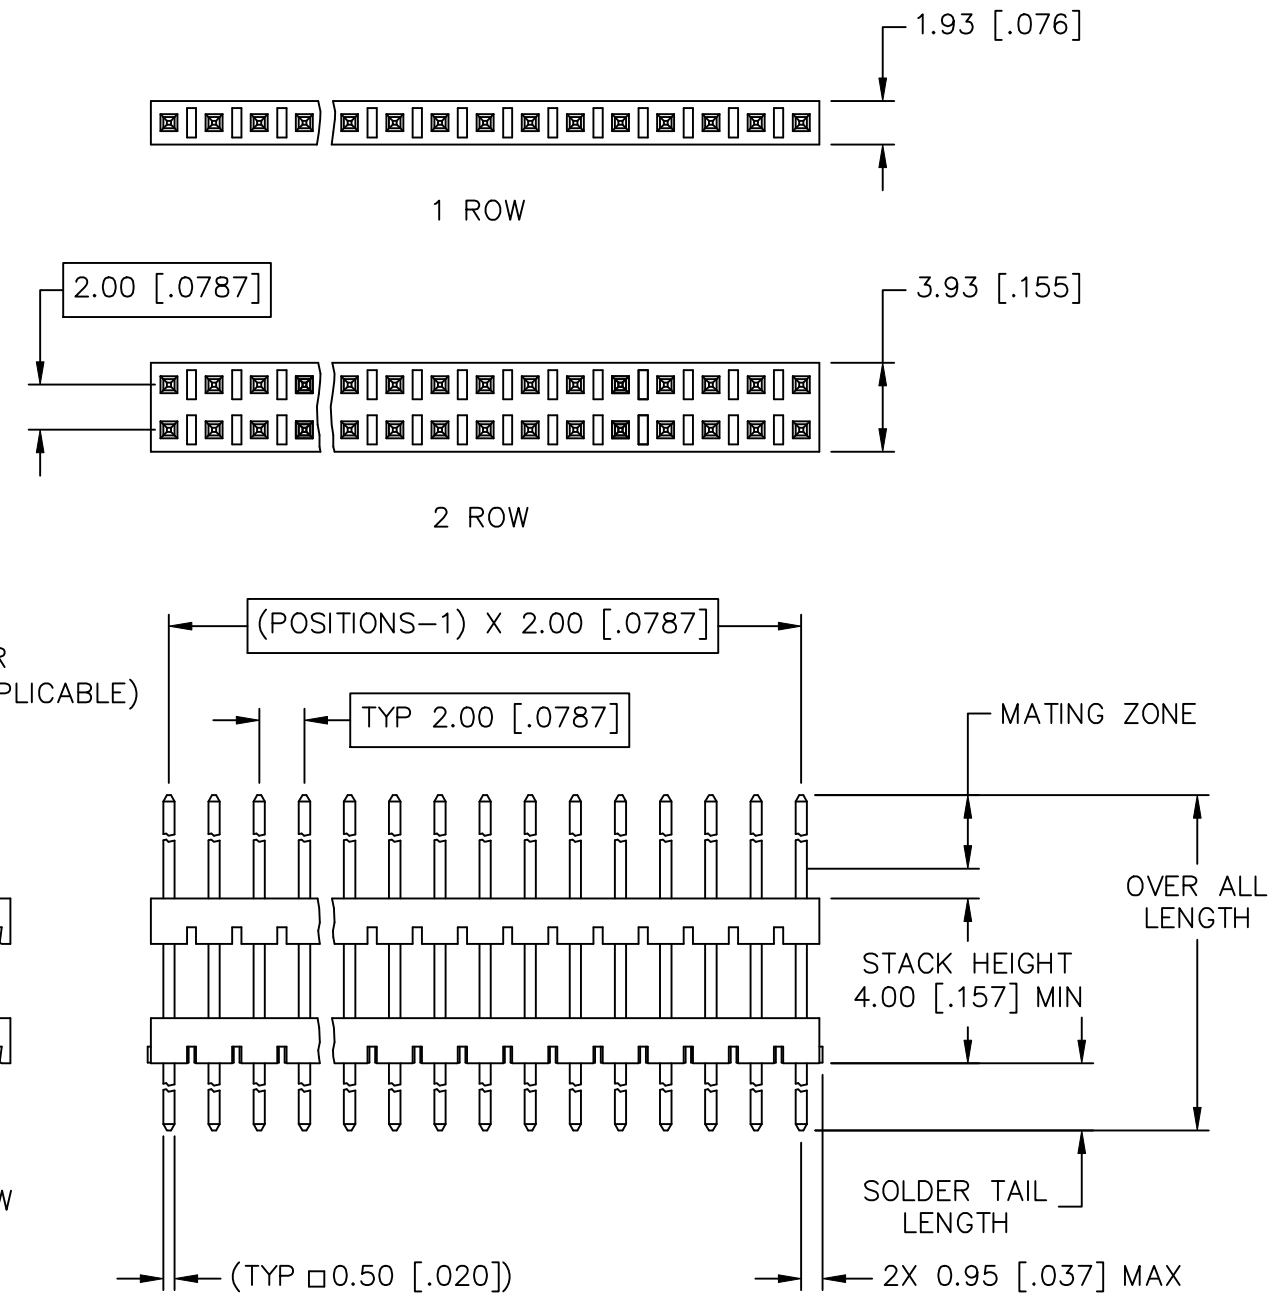 1.93 [.076]
1 ROW
2.00 [.0787]
3.93 [.155]
2 ROW
(POSITIONS-1) X 2.00 [.0787]
R
PLICABLE)
TYP 2.00 [.0787]
MATING ZONE
OVER ALL
LENGTH
STACK HEIGHT
4.00 [.157] MIN
W
SOLDER TAIL
LENGTH
(TYP □0.50 [.020])
2X 0.95 [.037] MAX